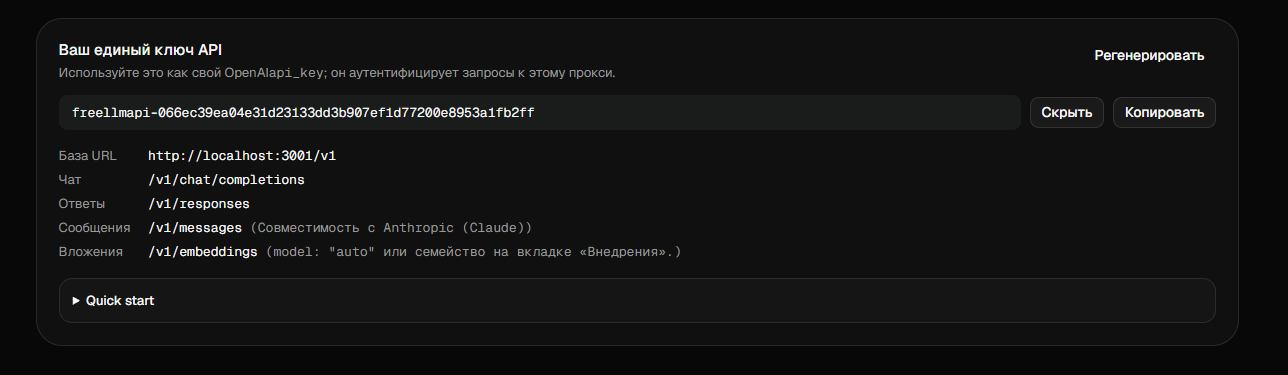 Ваш единый ключ API
Регенерировать
Используйте это как свой OpenAIapi_key; он аутентифицирует запросы к этому прокси.
freellmapi-066ec39ea04e31d23133dd3b907ef1d77200e8953a1fb2ff
Скрыть
Копировать
База URL http://localhost:3001/v1
Чат /v1/chat/completions
Ответы /v1/responses
Сообщения /v1/messages (Совместимость с Anthropic (Claude))
Вложения /v1/embeddings (model: "auto" или семейство на вкладке «Внедрения».)
▶ Quick start